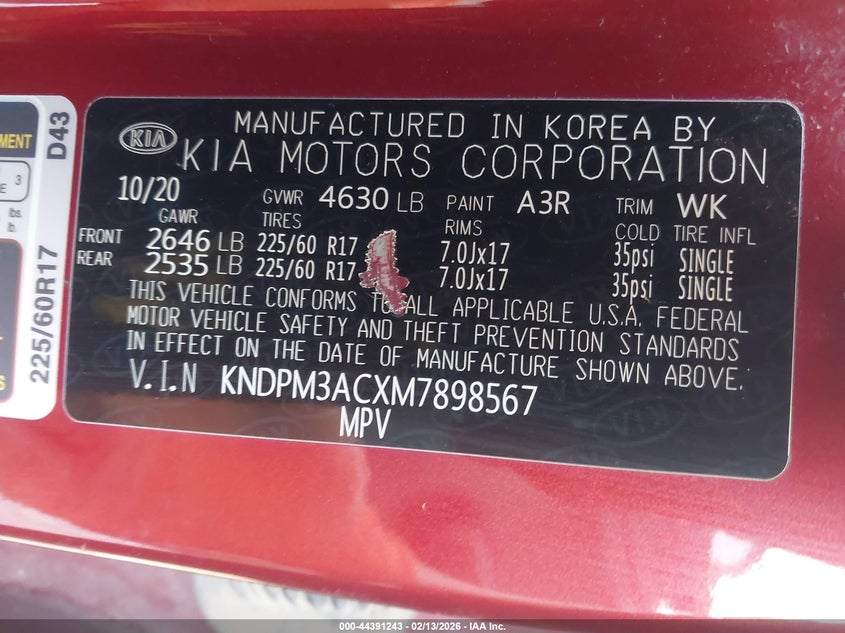 MENT
3
E
lbs.
lb.
S
D43
225/60R17
KIA
MANUFACTURED IN KOREA BY
KIA MOTORS CORPORATION
10/20 GVWR 4630 LB PAINT A3R TRIM WK
GAWR TIRES RIMS COLD TIRE INFL
FRONT 2646 LB 225/60 R17 7.0Jx17 35psi SINGLE
REAR 2535 LB 225/60 R17 7.0Jx17 35psi SINGLE
THIS VEHICLE CONFORMS TO ALL APPLICABLE U.S.A. FEDERAL
MOTOR VEHICLE SAFETY AND THEFT PREVENTION STANDARDS
IN EFFECT ON THE DATE OF MANUFACTURE SHOWN ABOVE.
V.I.N KNDPM3ACXM7898567
MPV
000-44391243 - 02/13/2026 - IAA Inc.